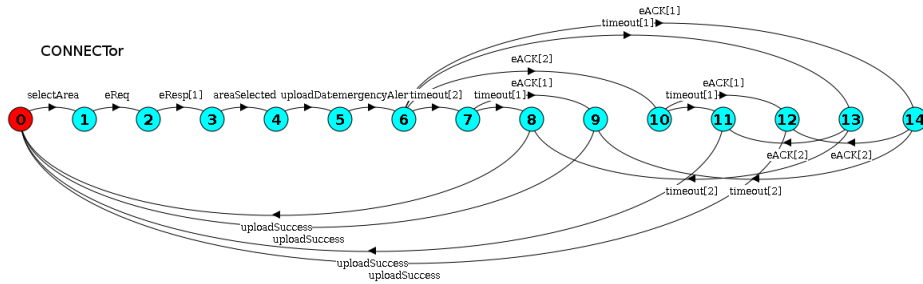 eACK[1]
timeout[1]
CONNECTor
eACK[2]
eACK[1]
eACK[1]
selectArea eReq eResp[1] areaSelected uploadDat emergencyAler timeout[2] timeout[1] timeout[1]
0 1 2 3 4 5 6 7 8 9 10 11 12 13 14
eACK[2] eACK[2]
timeout[2] timeout[2]
uploadSuccess
uploadSuccess
uploadSuccess
uploadSuccess